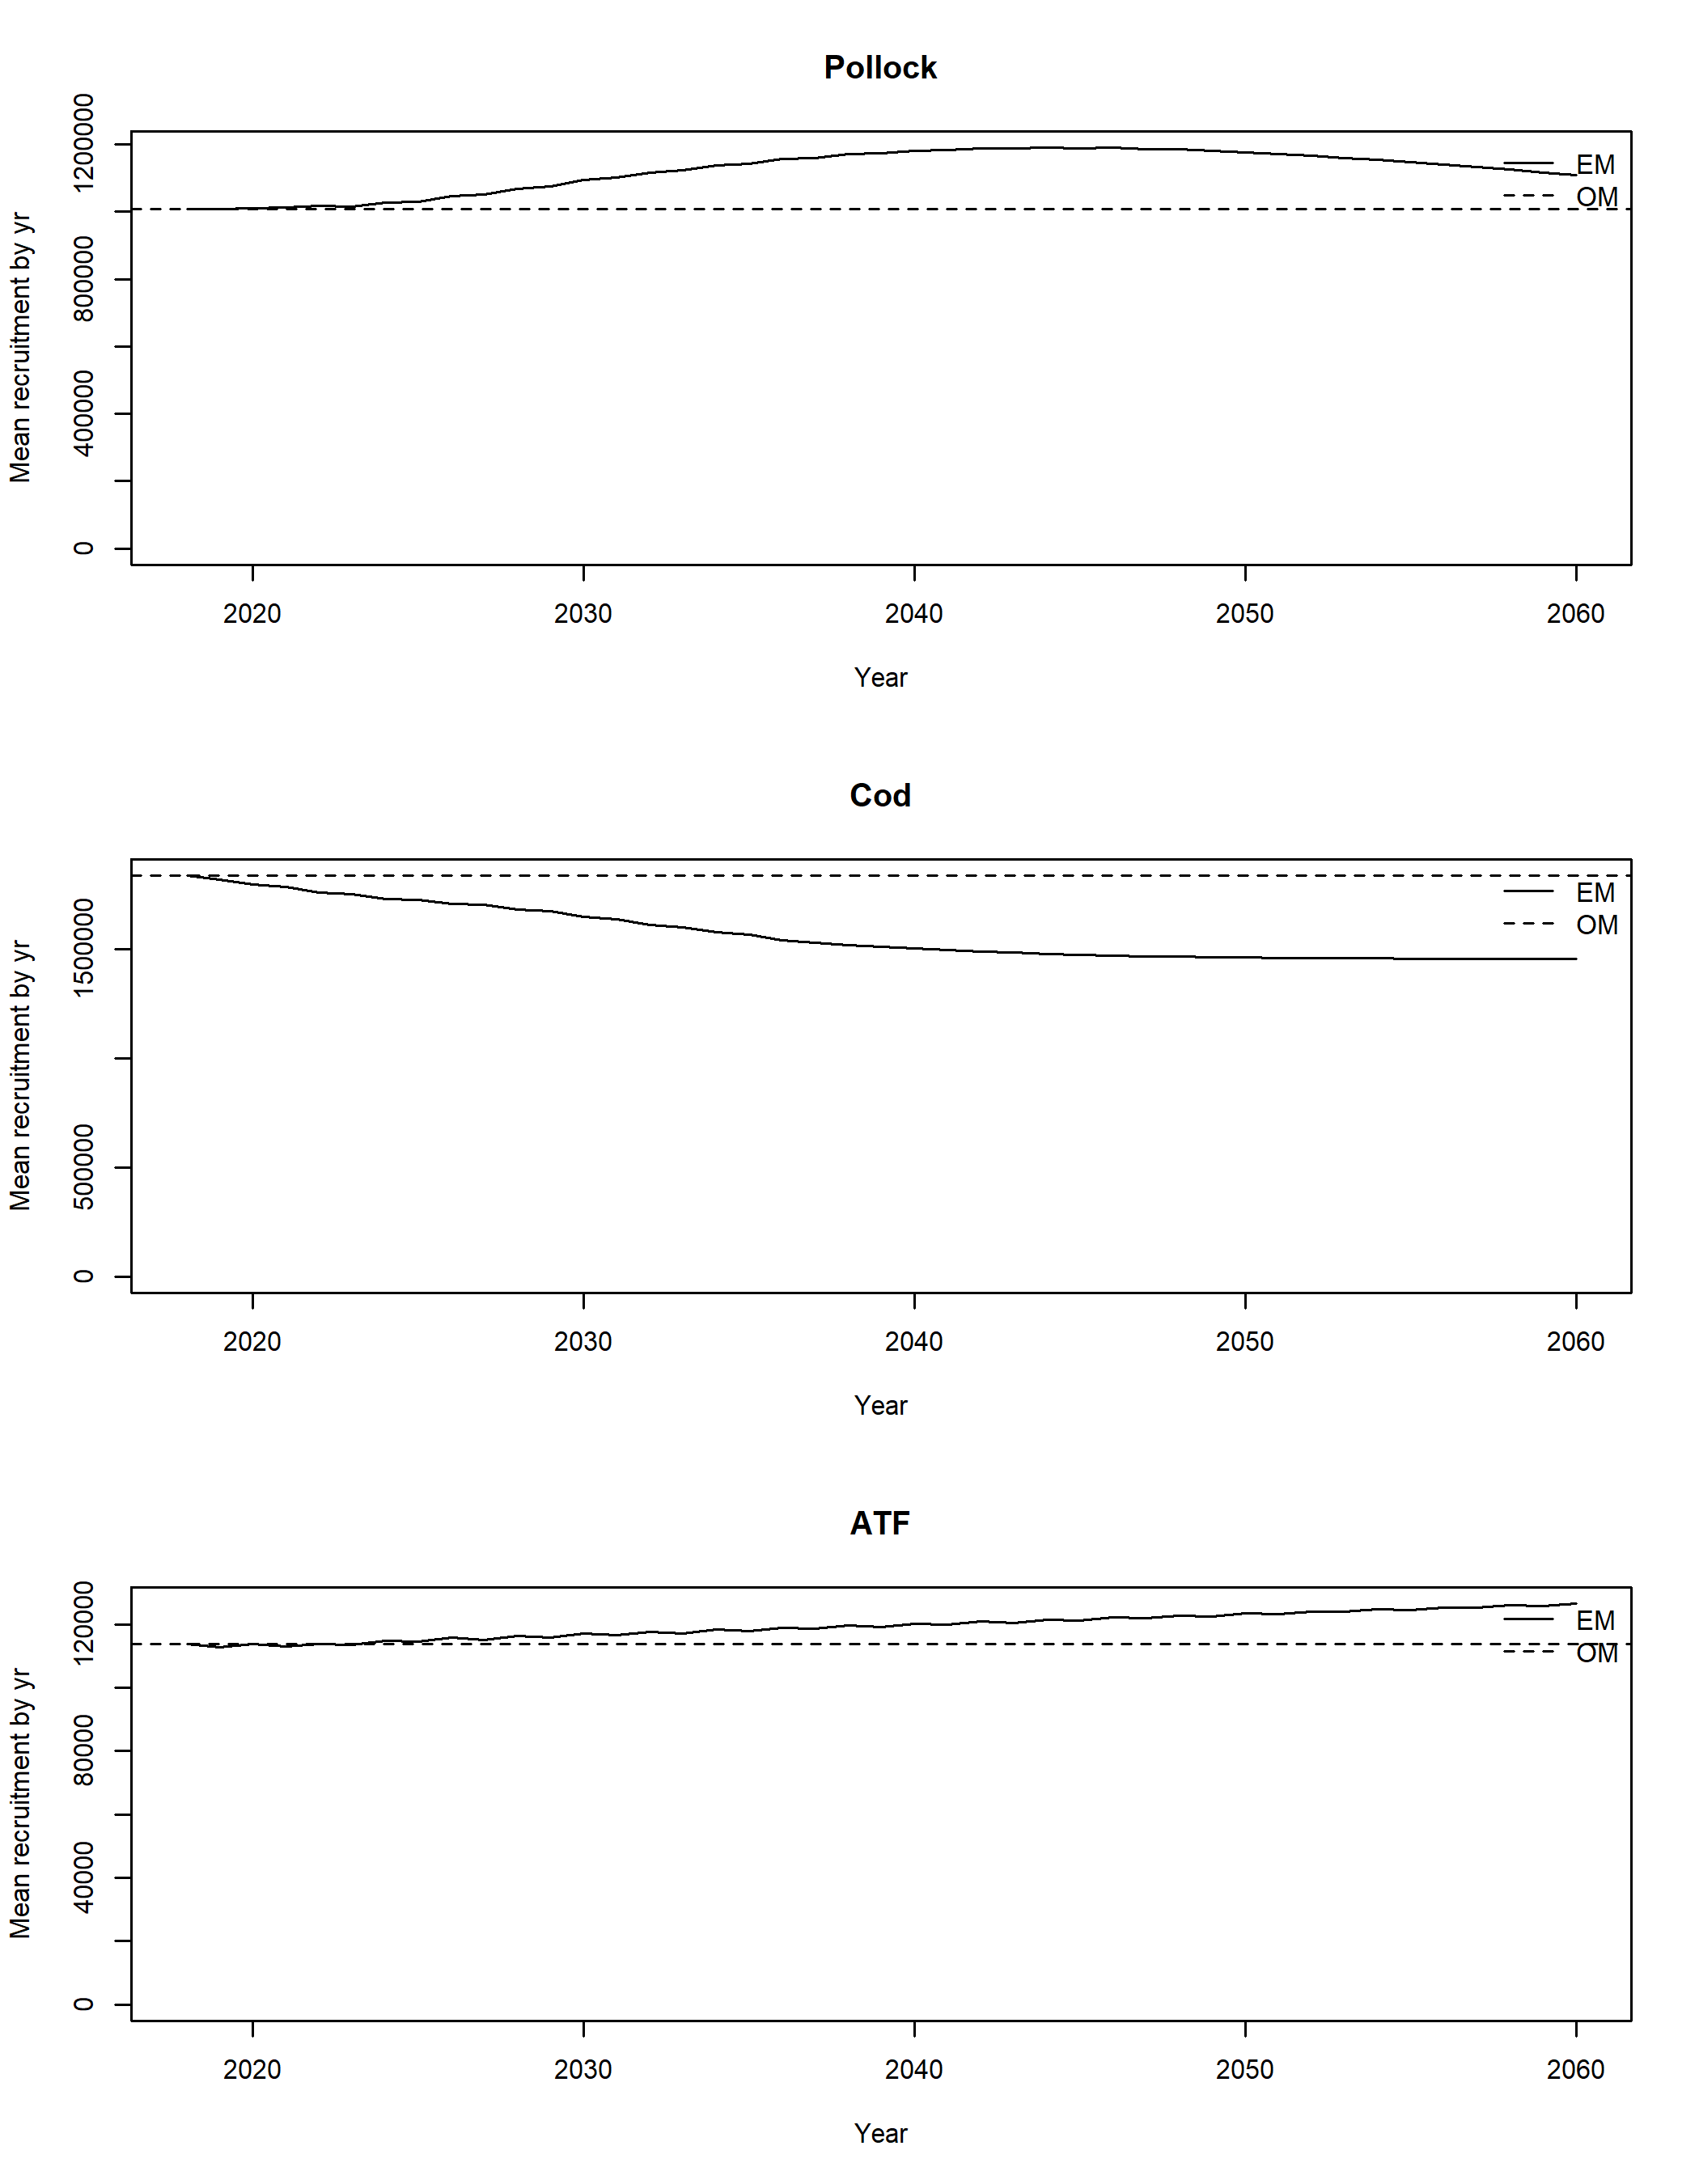 Pollock
Mean recruitment by yr
1200000
800000
400000
0
EM
OM
2020 2030 2040 2050 2060
Year
Cod
Mean recruitment by yr
1500000
500000
0
EM
OM
2020 2030 2040 2050 2060
Year
ATF
Mean recruitment by yr
120000
80000
40000
0
EM
OM
2020 2030 2040 2050 2060
Year